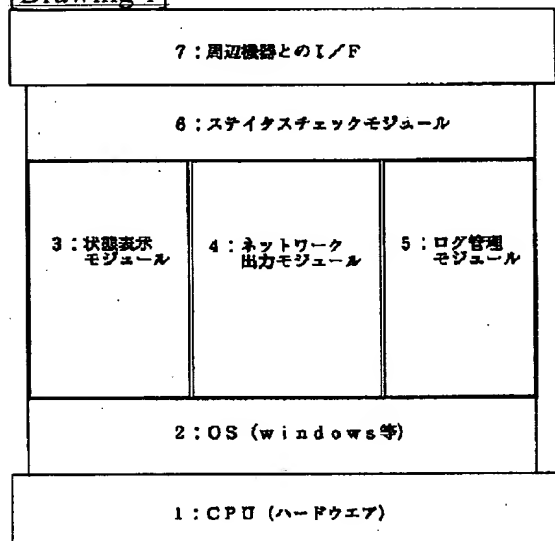 Drawing 1
7：周辺機器とのI／F
6：ステイタスチェックモジュール
3：状態表示
モジュール
4：ネットワーク
出力モジュール
5：ログ管理
モジュール
2：OS（windows等）
1：CPU（ハードウエア）